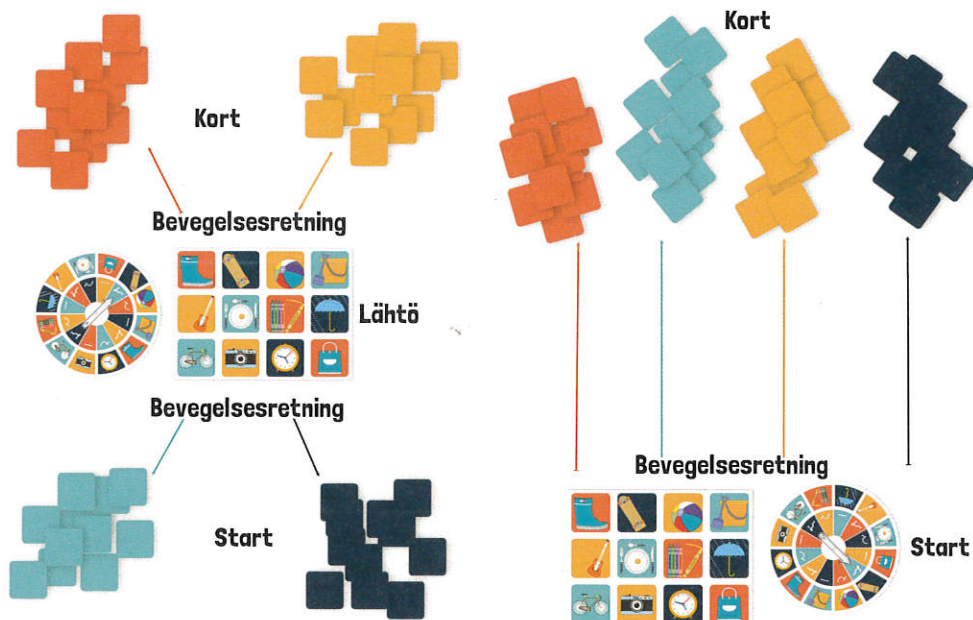 Kort
Bevegelsesretning
Lähtö
Bevegelsesretning
Start
Kort
Bevegelsesretning
Start